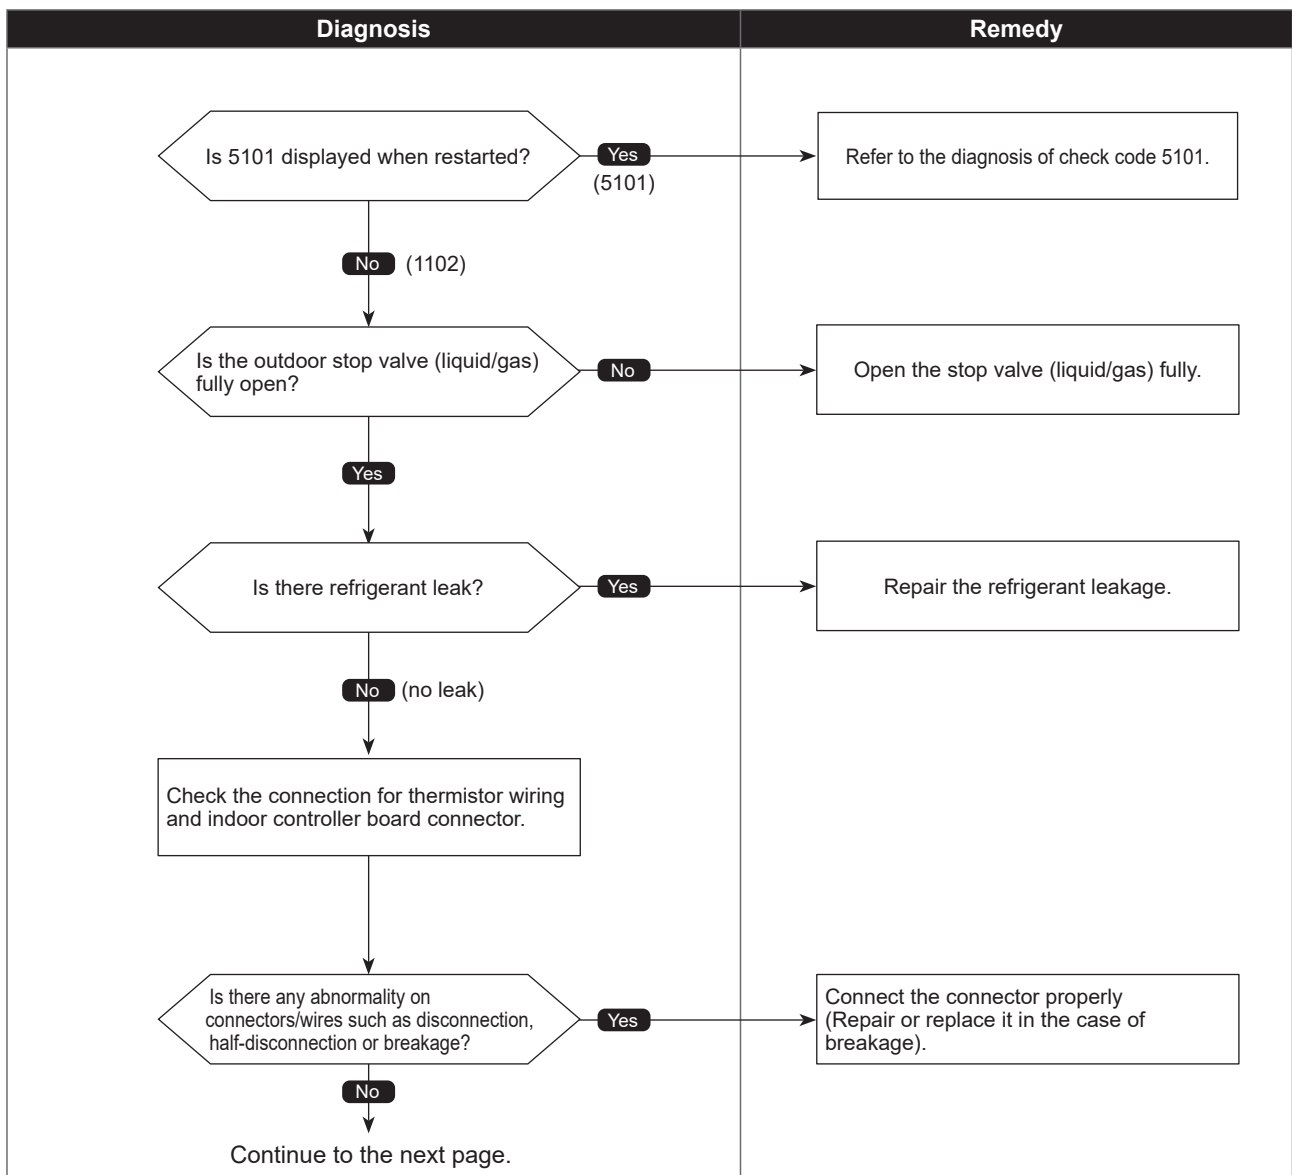 Diagnosis
Remedy
Is 5101 displayed when restarted?
Yes
(5101)
Refer to the diagnosis of check code 5101.
No (1102)
Is the outdoor stop valve (liquid/gas)
fully open?
No
Open the stop valve (liquid/gas) fully.
Yes
Is there refrigerant leak?
Yes
Repair the refrigerant leakage.
No (no leak)
Check the connection for thermistor wiring
and indoor controller board connector.
Is there any abnormality on
connectors/wires such as disconnection,
half-disconnection or breakage?
Yes
Connect the connector properly
(Repair or replace it in the case of
breakage).
No
Continue to the next page.